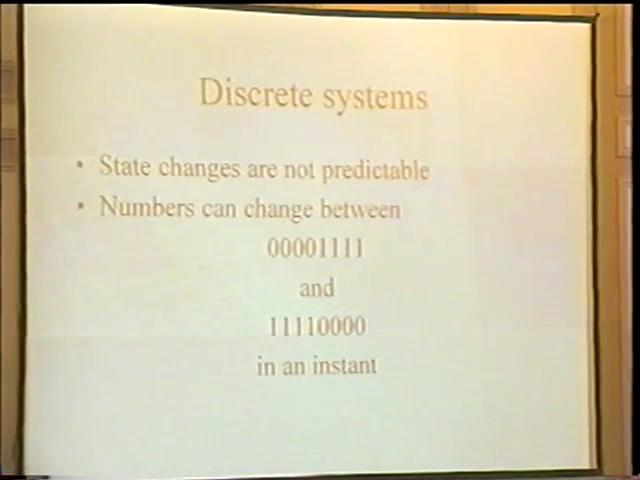 Discrete systems
• State changes are not predictable
• Numbers can change between
00001111
and
11110000
in an instant